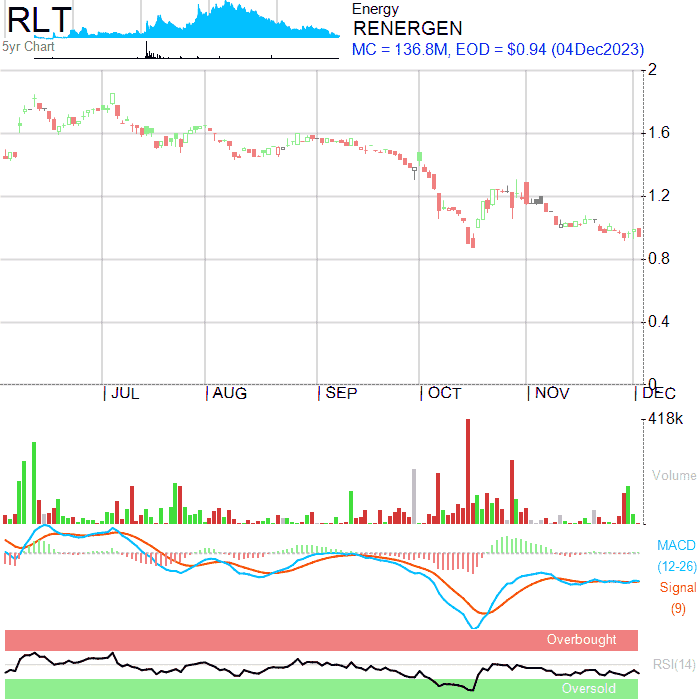 RLT
5yr Chart
Energy
RENERGEN
MC = 136.8M, EOD = $0.94 (04Dec2023)
2
1.6
1.2
0.8
0.4
0
JUL AUG SEP OCT NOV DEC
418k
Volume
MACD
(12-26)
Signal
(9)
Overbought
RSI(14)
Oversold